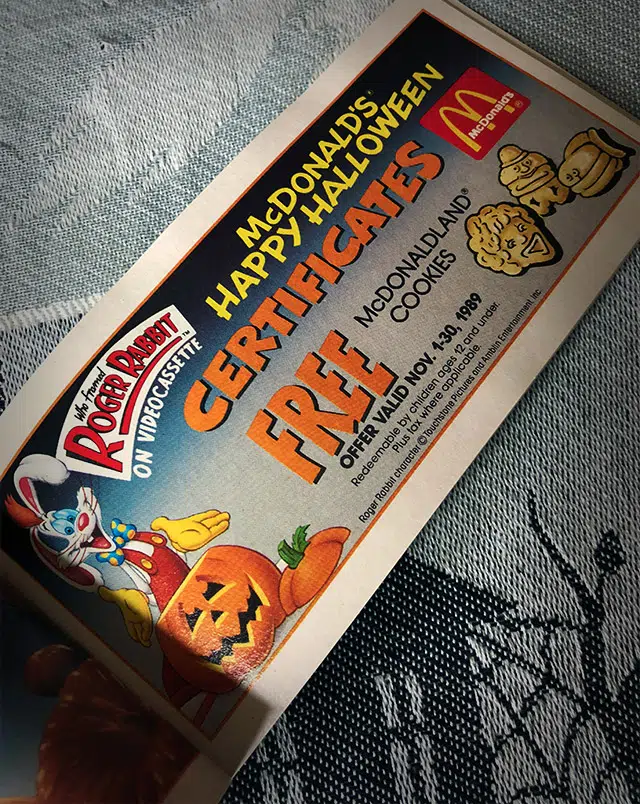 McDONALD'S®
HAPPY HALLOWEEN
CERTIFICATES
McDonald's®
Who Framed
ROGER RABBIT™
ON VIDEOCASSETTE
FREE
McDONALDLAND®
COOKIES
OFFER VALID NOV. 1-30, 1989
Redeemable by children ages 12 and under.
Plus tax where applicable.
Roger Rabbit character © Touchstone Pictures and Amblin Entertainment, Inc.